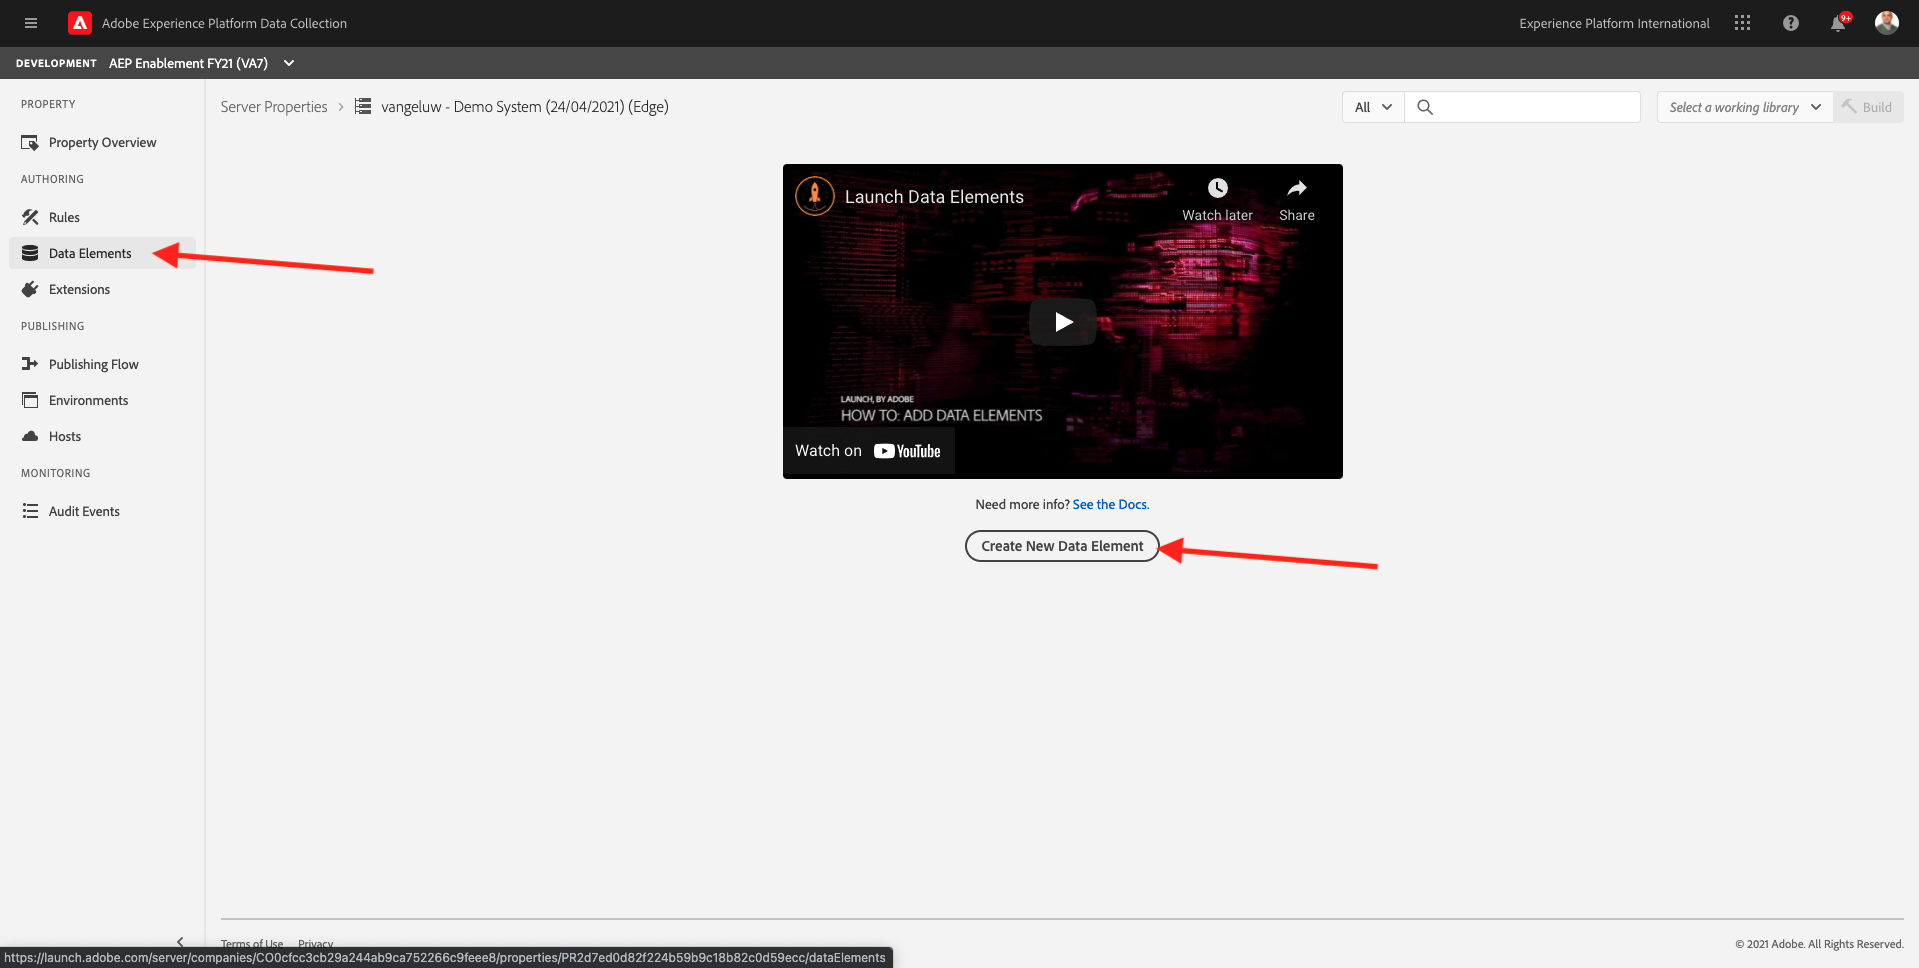 Adobe Experience Platform Data Collection
Experience Platform International
9+
DEVELOPMENT AEP Enablement FY21 (VA7)
PROPERTY
Property Overview
AUTHORING
Rules
Data Elements
Extensions
PUBLISHING
Publishing Flow
Environments
Hosts
MONITORING
Audit Events
Server Properties > vangeluw - Demo System (24/04/2021) (Edge)
All
Select a working library
Build
Launch Data Elements
Watch later
Share
LAUNCH, BY ADOBE
HOW TO: ADD DATA ELEMENTS
Watch on YouTube
Need more info? See the Docs.
Create New Data Element
Terms of Use Privacy
© 2021 Adobe. All Rights Reserved.
https://launch.adobe.com/server/companies/CO0cfcc3cb29a244ab9ca752266c9feee8/properties/PR2d7ed0d82f224b59b9c18b82c0d59ecc/dataElements